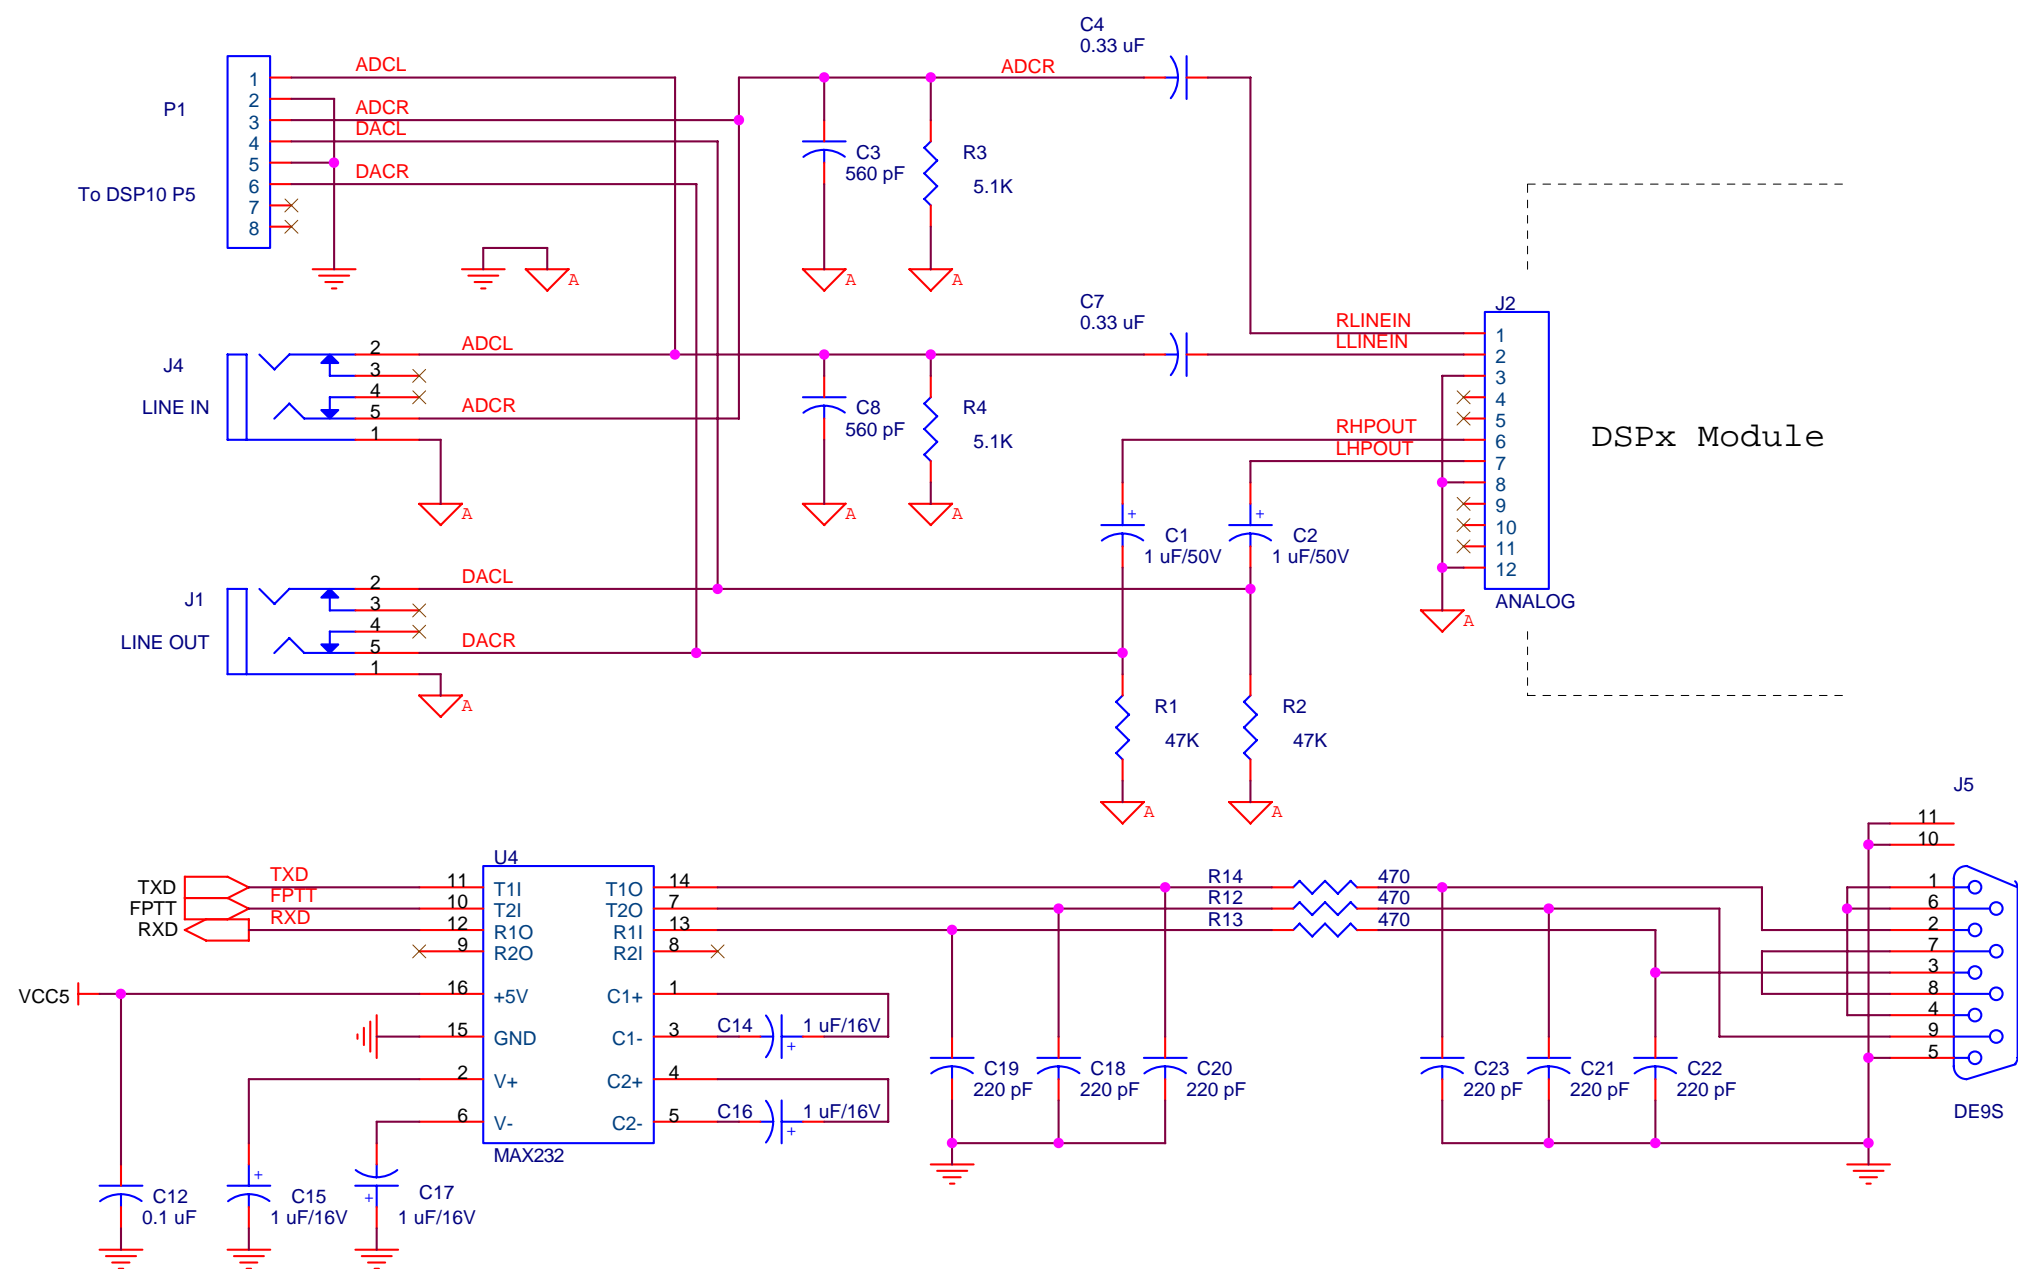 C4
0.33 uF
ADCL
ADCR
1
P1
2
ADCR
3
DACL
4
C3
R3
5
560 pF
DACR
6
5.1K
To DSP10 P5
7
8
A
A
A
C7
0.33 uF
J2
RLINEIN
1
LLINEIN
2
J4
2
ADCL
3
3
4
4
LINE IN
5
ADCR
C8
R4
5
560 pF
5.1K
RHPOUT
6
DSPx Module
1
LHPOUT
7
8
9
A
A
A
+
+
10
C1
C2
11
1 uF/50V
1 uF/50V
12
J1
2
DACL
ANALOG
3
A
4
LINE OUT
5
DACR
1
A
R1
R2
47K
47K
A
A
J5
11
10
U4
TXD
TXD
11
T1I
T1O
14
R14
470
1
FPTT
FPTT
10
T2I
T2O
7
R12
470
6
RXD
RXD
12
R1O
R1I
13
R13
470
2
9
R2O
R2I
8
7
3
VCC5
16
+5V
C1+
1
8
4
15
GND
C1-
3
C14
1 uF/16V
+
9
5
2
V+
C2+
4
C19
220 pF
C18
220 pF
C20
220 pF
C23
220 pF
C21
220 pF
C22
220 pF
6
V-
C2-
5
C16
1 uF/16V
+
DE9S
MAX232
C12
0.1 uF
+
C15
1 uF/16V
+
C17
1 uF/16V